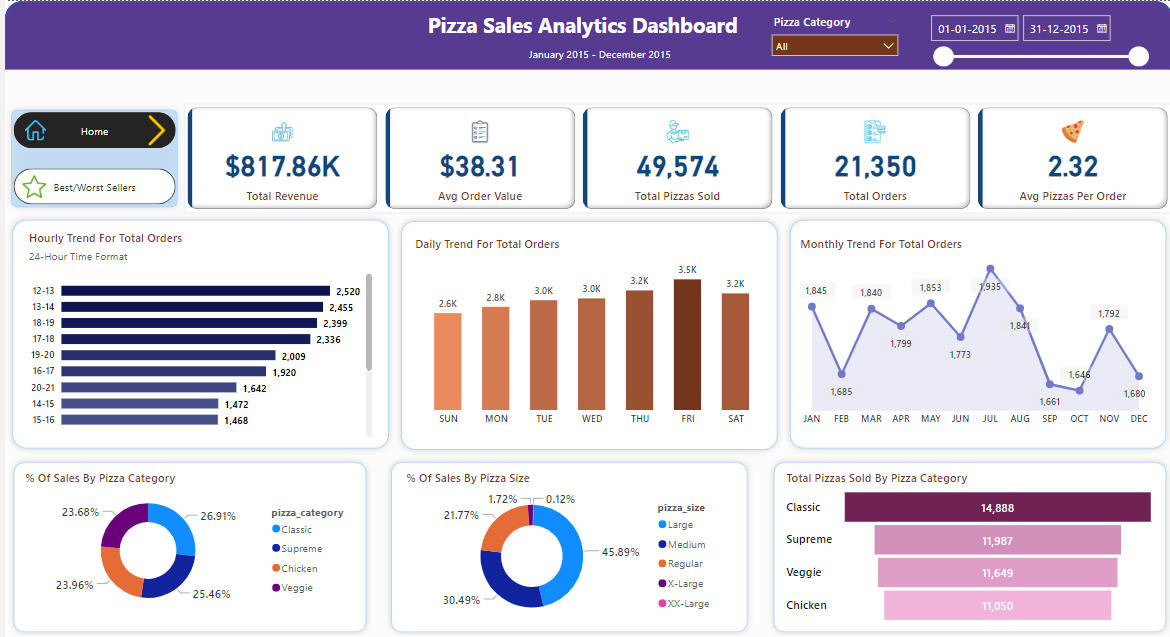 Pizza Sales Analytics Dashboard
January 2015 - December 2015
Pizza Category
All
01-01-2015
31-12-2015
Home
Best/Worst Sellers
$817.86K
Total Revenue
$38.31
Avg Order Value
49,574
Total Pizzas Sold
21,350
Total Orders
2.32
Avg Pizzas Per Order
Hourly Trend For Total Orders
24-Hour Time Format
12-13 2,520
13-14 2,455
18-19 2,399
17-18 2,336
19-20 2,009
16-17 1,920
20-21 1,642
14-15 1,472
15-16 1,468
Daily Trend For Total Orders
2.6K 2.8K 3.0K 3.0K 3.2K 3.5K 3.2K
SUN MON TUE WED THU FRI SAT
Monthly Trend For Total Orders
1,845 1,685 1,840 1,799 1,853 1,773 1,935 1,841 1,661 1,646 1,792 1,680
JAN FEB MAR APR MAY JUN JUL AUG SEP OCT NOV DEC
% Of Sales By Pizza Category
23.68%
26.91%
23.96%
25.46%
pizza_category
Classic
Supreme
Chicken
Veggie
% Of Sales By Pizza Size
1.72% 0.12%
21.77%
45.89%
30.49%
pizza_size
Large
Medium
Regular
X-Large
XX-Large
Total Pizzas Sold By Pizza Category
Classic 14,888
Supreme 11,987
Veggie 11,649
Chicken 11,050